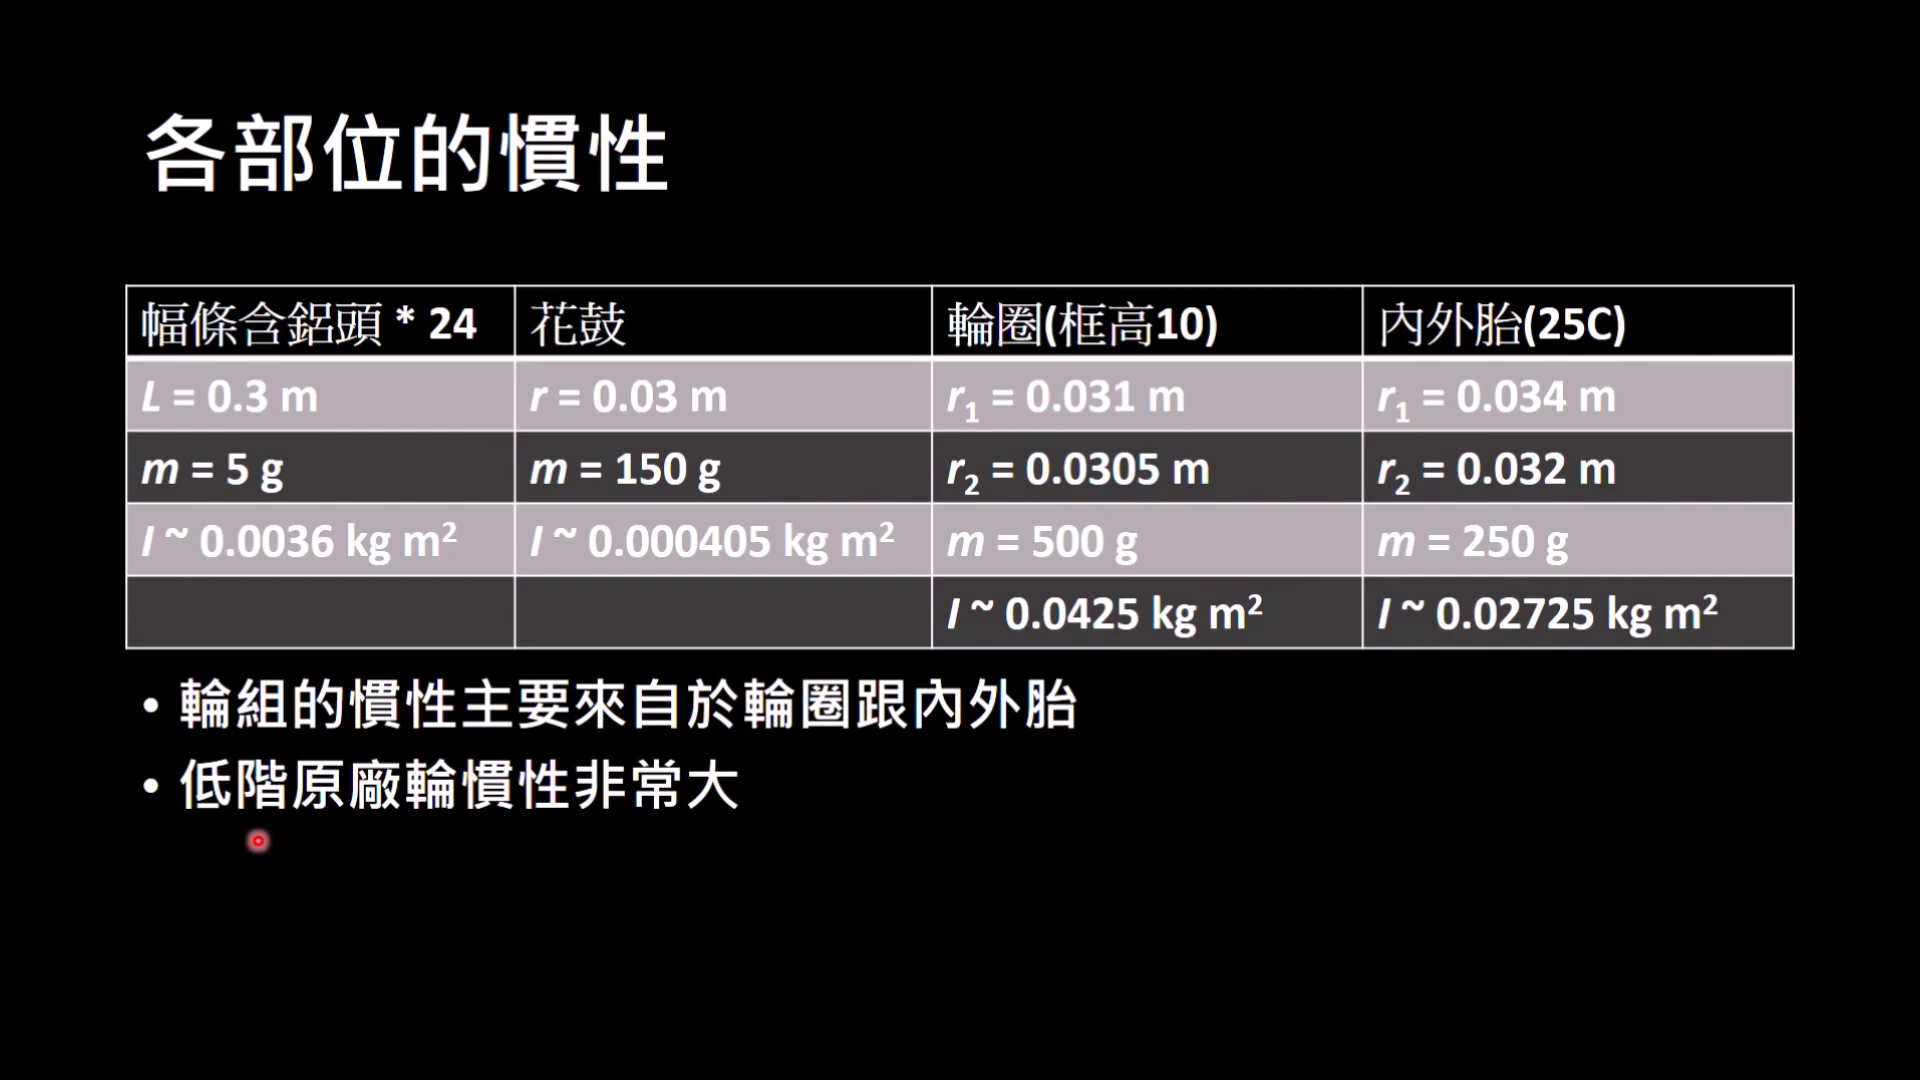 各部位的慣性
幅條含鋁頭 * 24 花鼓 輪圈(框高10) 內外胎(25C)
L = 0.3 m r = 0.03 m r₁ = 0.031 m r₁ = 0.034 m
m = 5 g m = 150 g r₂ = 0.0305 m r₂ = 0.032 m
I ~ 0.0036 kg m² I ~ 0.000405 kg m² m = 500 g m = 250 g
I ~ 0.0425 kg m² I ~ 0.02725 kg m²
• 輪組的慣性主要來自於輪圈跟內外胎
• 低階原廠輪慣性非常大